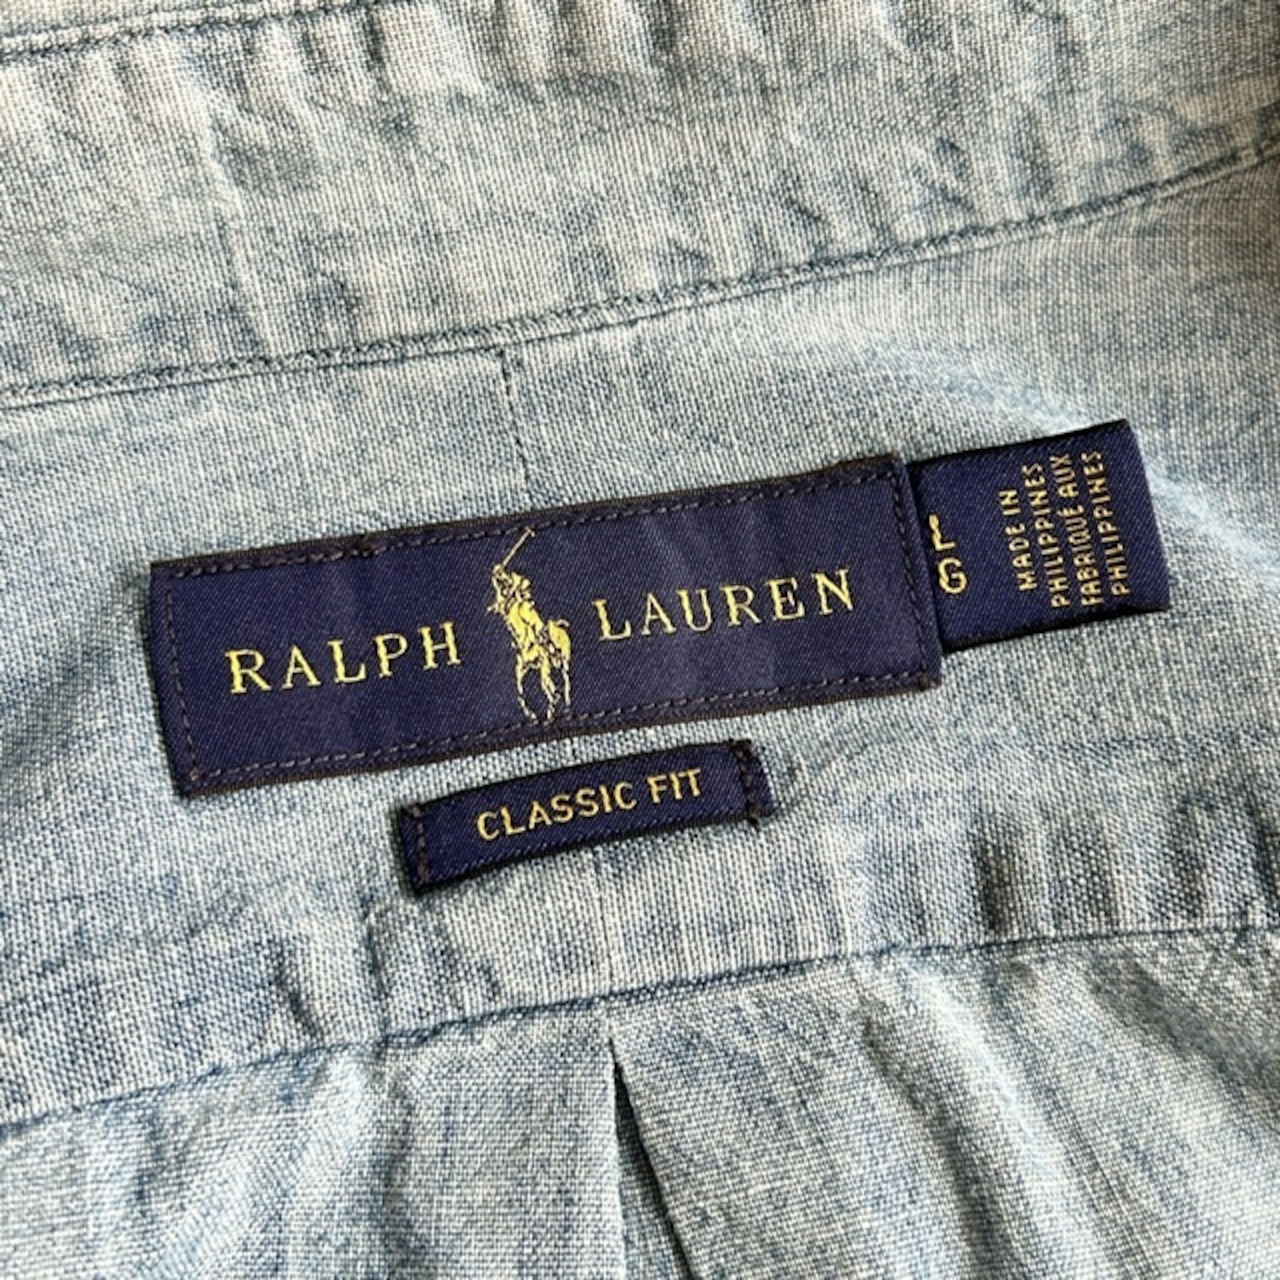 RALPH LAUREN
L
G
MADE IN
PHILIPPINES
FABRIQUÉ AUX
PHILIPPINES
CLASSIC FIT